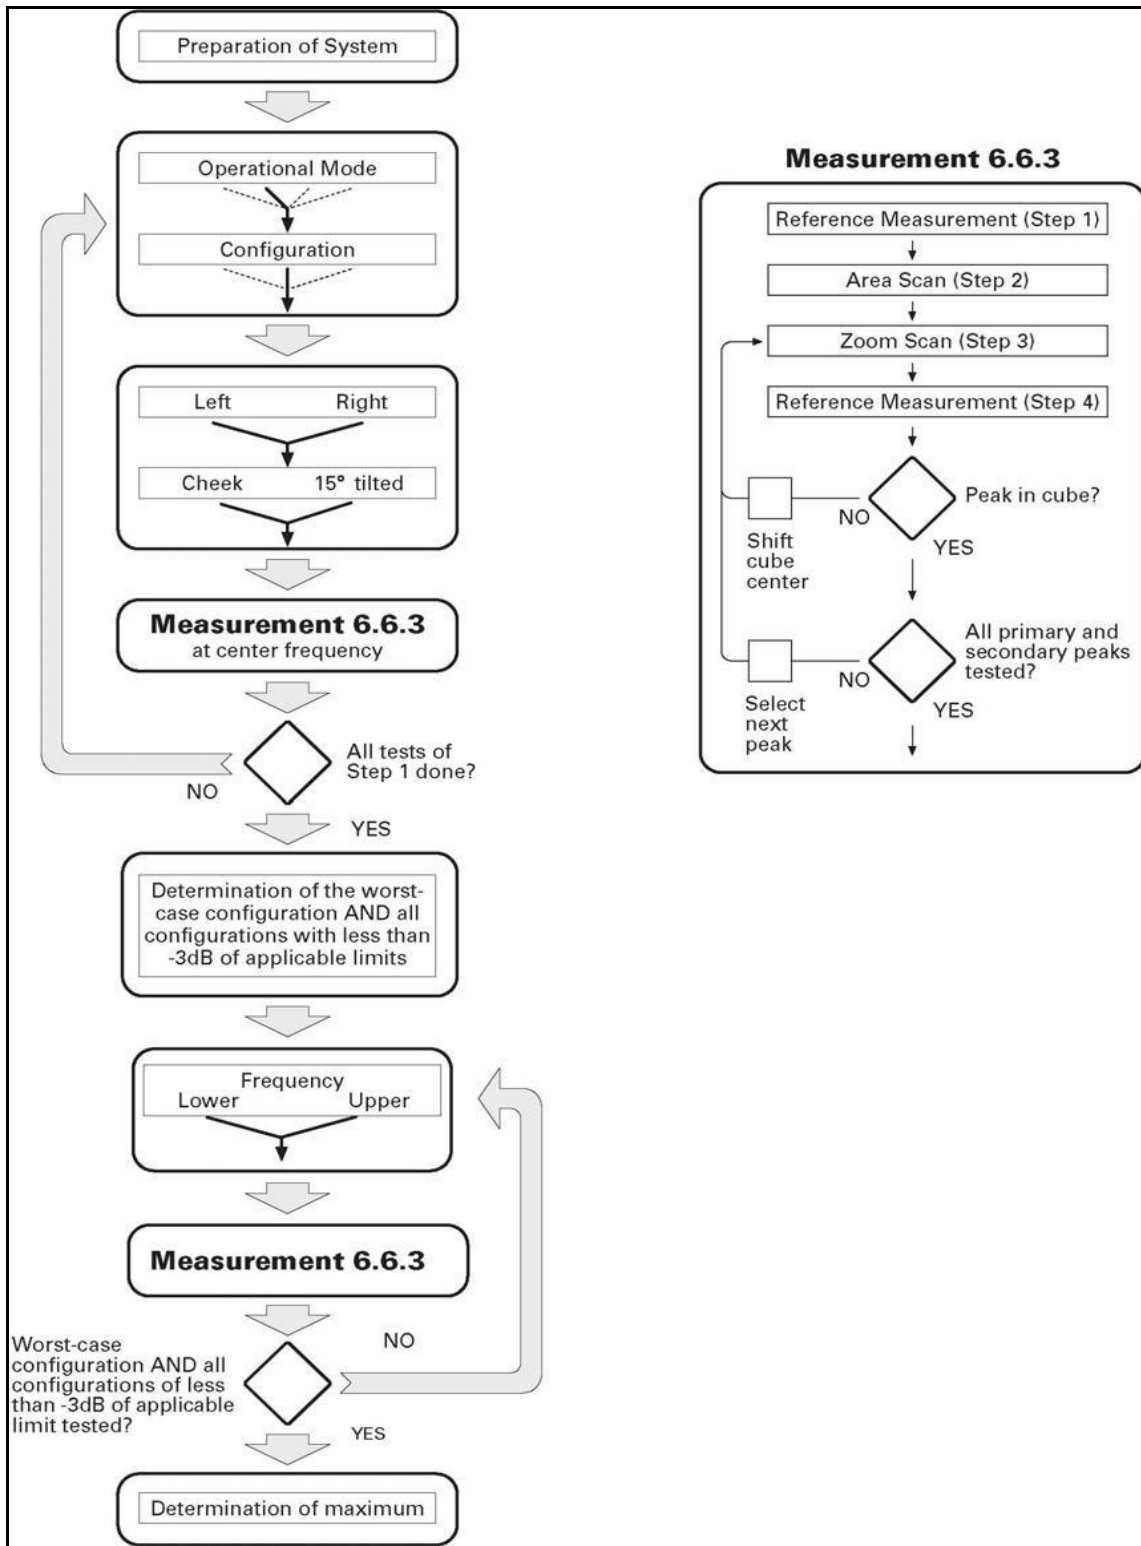 Preparation of System
Operational Mode
Configuration
Left Right
Cheek 15° tilted
Measurement 6.6.3
at center frequency
All tests of
Step 1 done?
NO
YES
Determination of the worst-
case configuration AND all
configurations with less than
-3dB of applicable limits
Frequency
Lower Upper
Measurement 6.6.3
NO
Worst-case
configuration AND all
configurations of less
than -3dB of applicable
limit tested?
YES
Determination of maximum
Measurement 6.6.3
Reference Measurement (Step 1)
Area Scan (Step 2)
Zoom Scan (Step 3)
Reference Measurement (Step 4)
Peak in cube?
NO
YES
Shift
cube
center
All primary and
secondary peaks
tested?
NO
YES
Select
next
peak